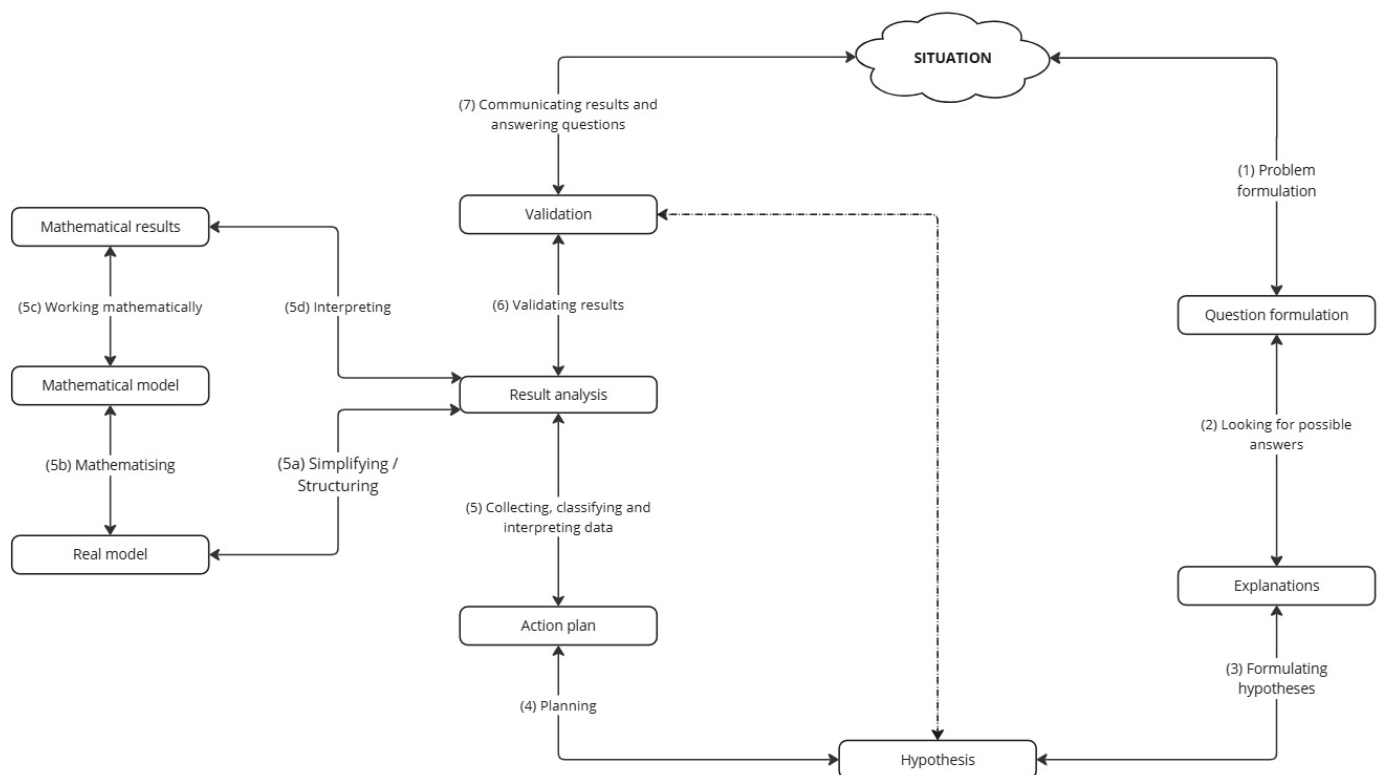 SITUATION
(7) Communicating results and
answering questions
(1) Problem
formulation
Validation
Mathematical results
(5c) Working mathematically
(5d) Interpreting
(6) Validating results
Question formulation
Mathematical model
Result analysis
(2) Looking for possible
answers
(5b) Mathematising
(5a) Simplifying /
Structuring
(5) Collecting, classifying and
interpreting data
Real model
Explanations
Action plan
(3) Formulating
hypotheses
(4) Planning
Hypothesis